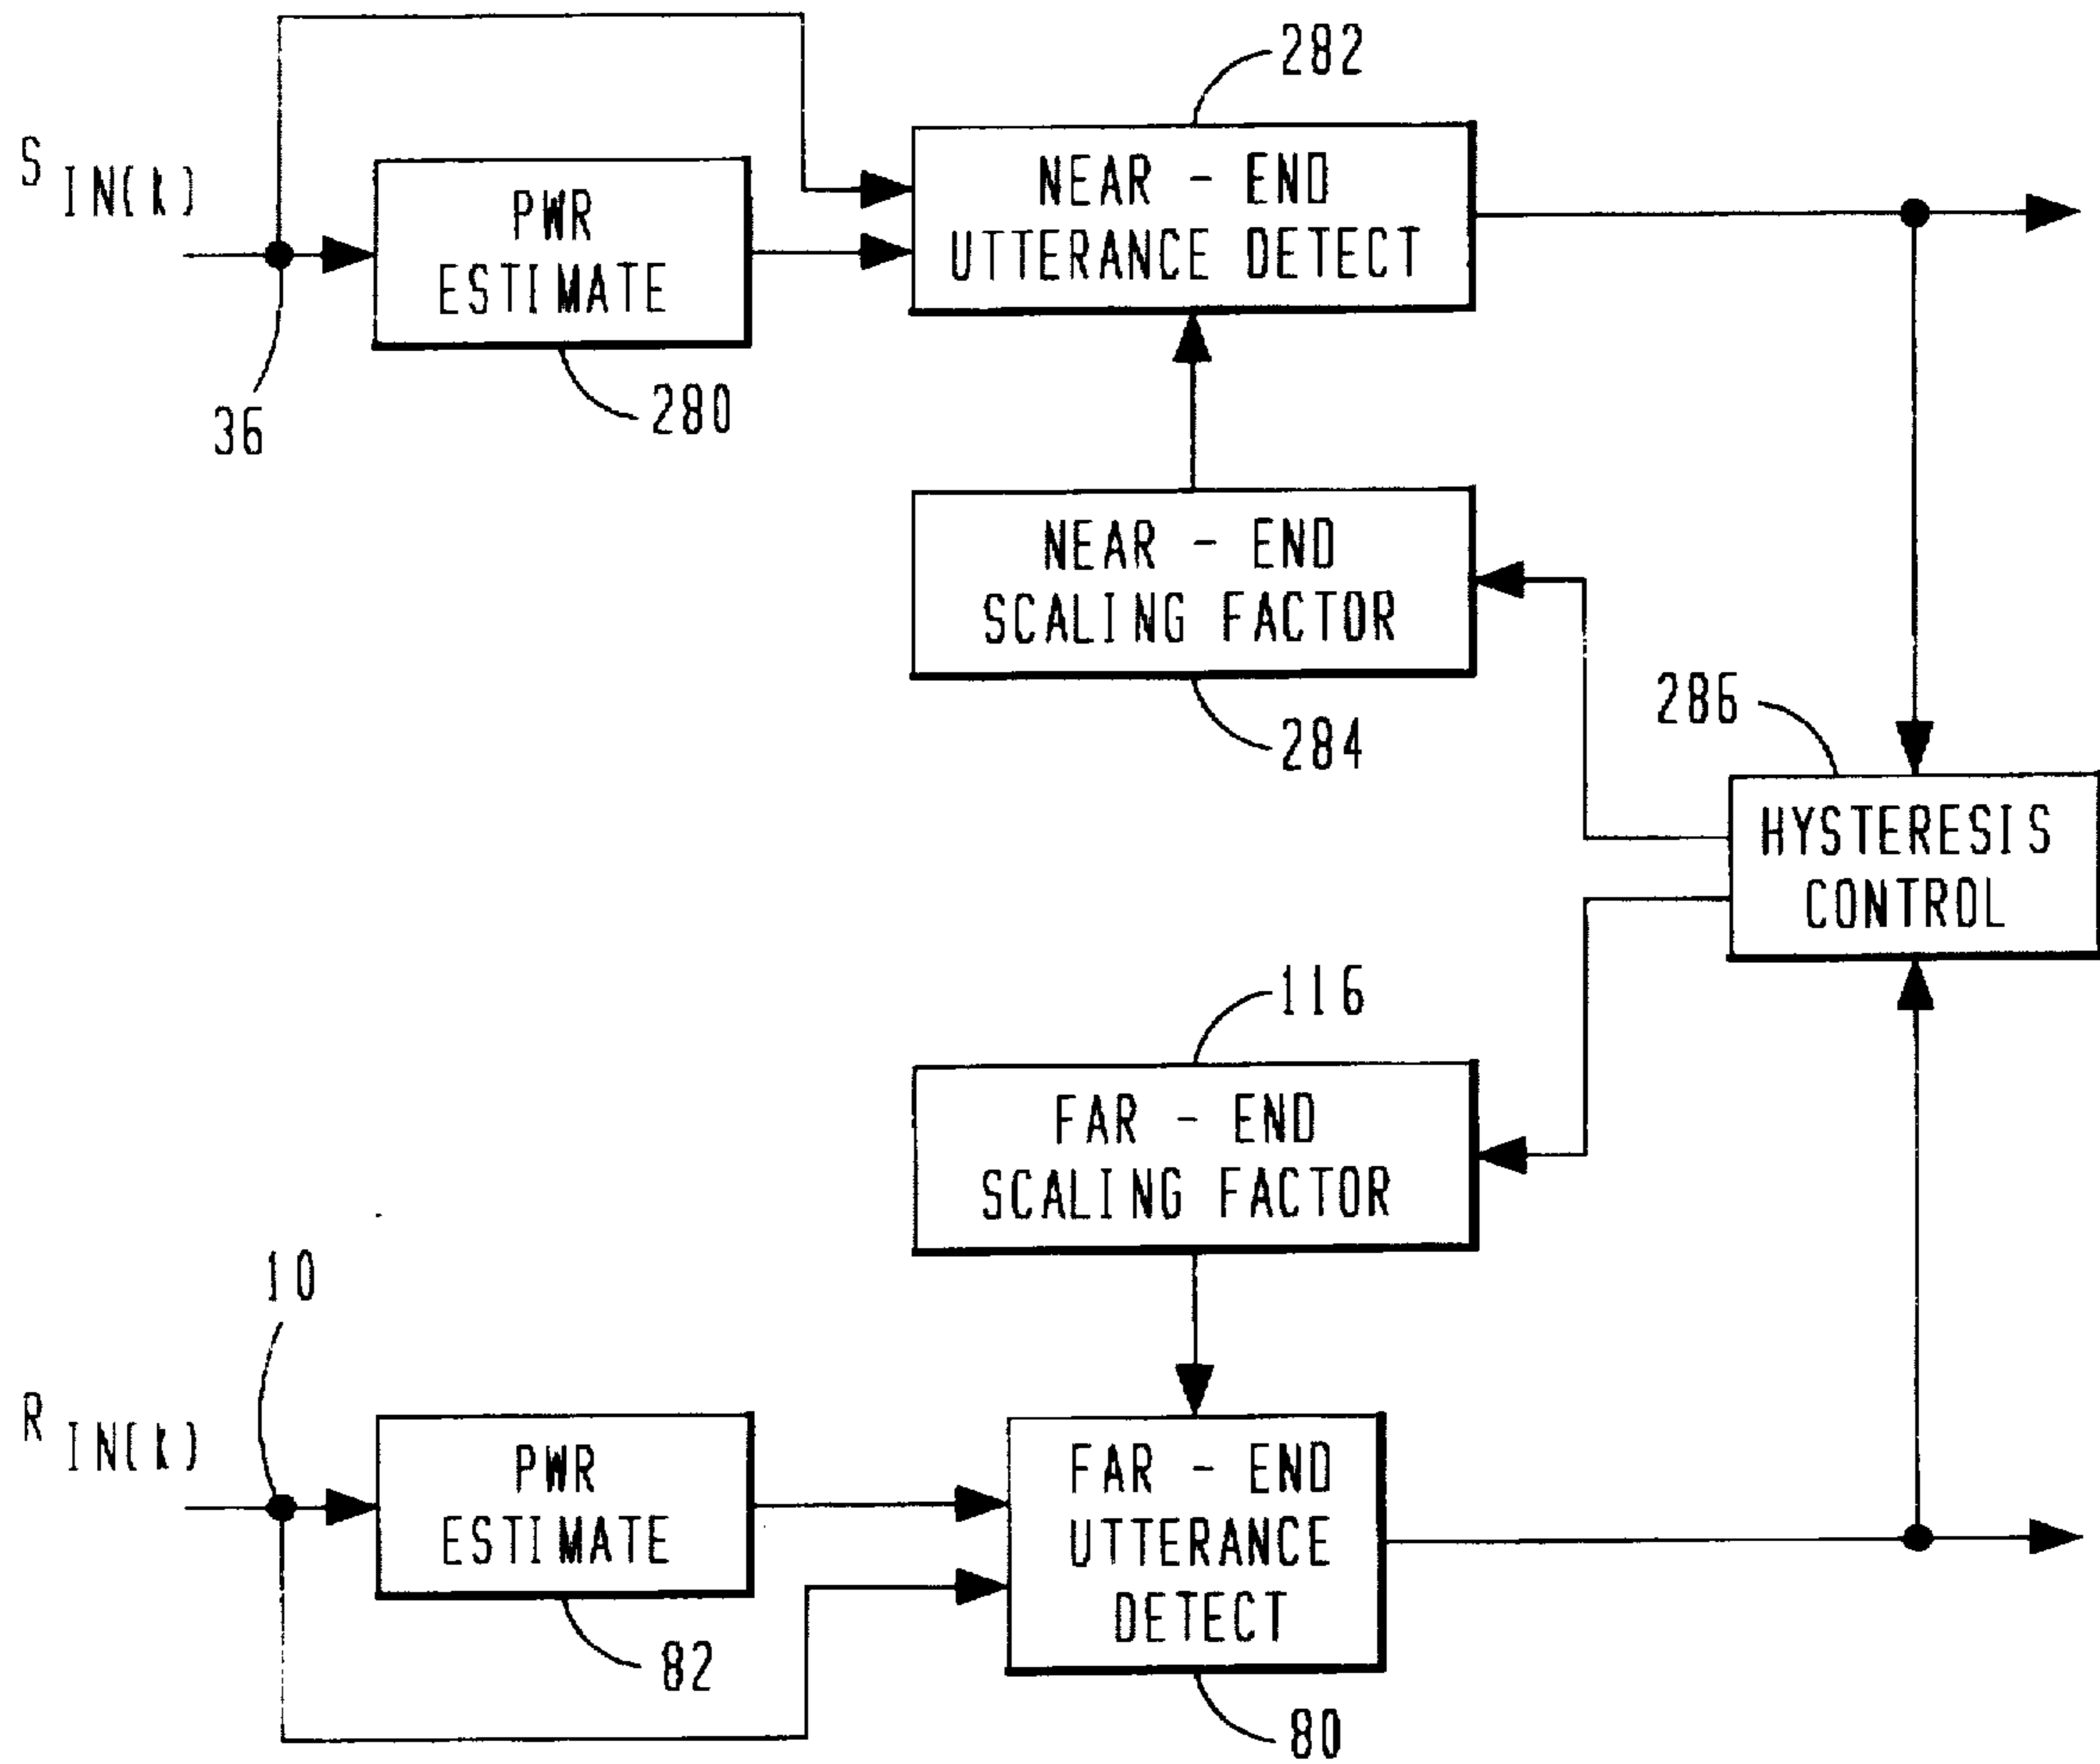 282
S IN(k)
NEAR - END
UTTERANCE DETECT
PWR
ESTIMATE
36
280
NEAR - END
SCALING FACTOR
284
286
HYSTERESIS
CONTROL
116
FAR - END
SCALING FACTOR
10
R IN(k)
PWR
ESTIMATE
FAR - END
UTTERANCE
DETECT
82
80